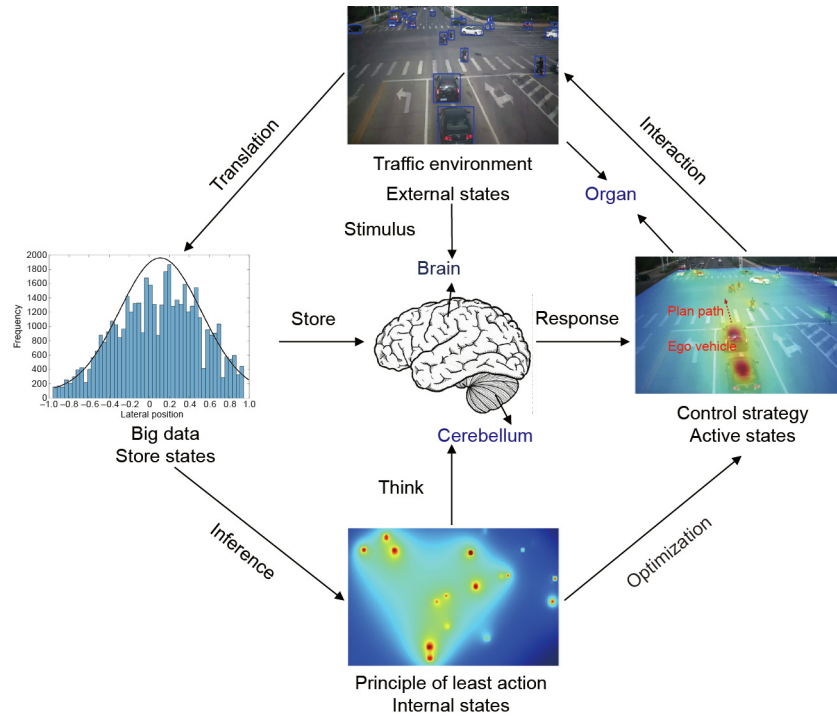 Translation
Interaction
Traffic environment
External states
Organ
Stimulus
Brain
Store
Response
2000
1800
1600
1400
1200
1000
800
600
400
200
0
Frequency
−1.0 −0.8 −0.6 −0.4 −0.2 0 0.2 0.4 0.6 0.8 1.0
Lateral position
Big data
Store states
Plan path
Ego vehicle
Control strategy
Active states
Cerebellum
Think
Inference
Optimization
Principle of least action
Internal states